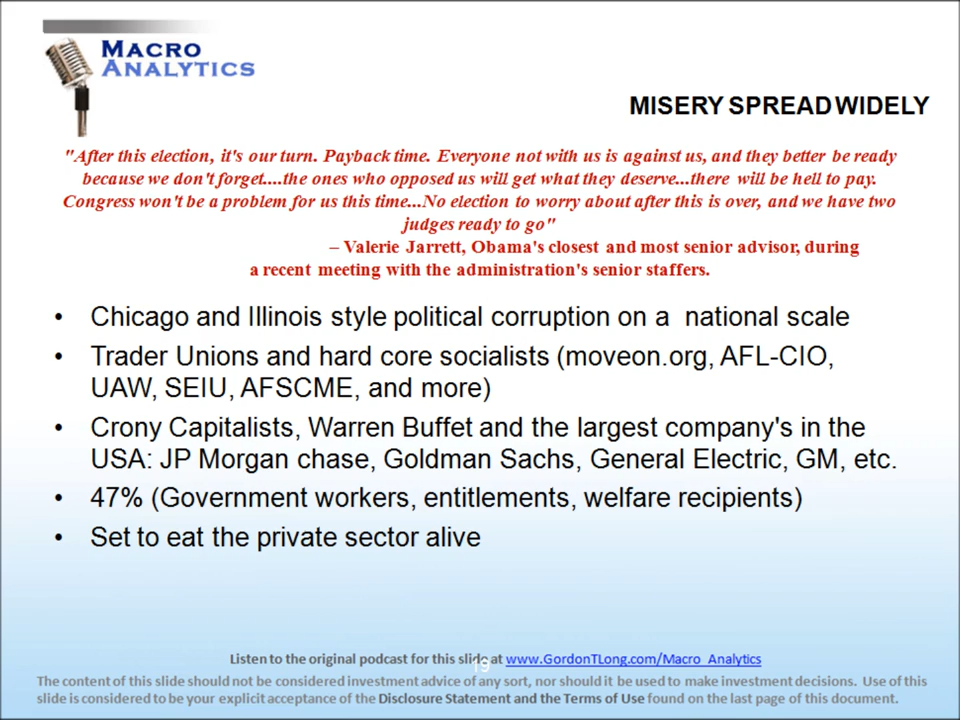 MACRO
ANALYTICS
MISERY SPREAD WIDELY
"After this election, it's our turn. Payback time. Everyone not with us is against us, and they better be ready
because we don't forget....the ones who opposed us will get what they deserve...there will be hell to pay.
Congress won't be a problem for us this time...No election to worry about after this is over, and we have two
judges ready to go"
– Valerie Jarrett, Obama's closest and most senior advisor, during
a recent meeting with the administration's senior staffers.
• Chicago and Illinois style political corruption on a national scale
• Trader Unions and hard core socialists (moveon.org, AFL-CIO,
UAW, SEIU, AFSCME, and more)
• Crony Capitalists, Warren Buffet and the largest company's in the
USA: JP Morgan chase, Goldman Sachs, General Electric, GM, etc.
• 47% (Government workers, entitlements, welfare recipients)
• Set to eat the private sector alive
Listen to the original podcast for this slide at www.GordonTLong.com/Macro_Analytics
19
The content of this slide should not be considered investment advice of any sort, nor should it be used to make investment decisions. Use of this
slide is considered to be your explicit acceptance of the Disclosure Statement and the Terms of Use found on the last page of this document.